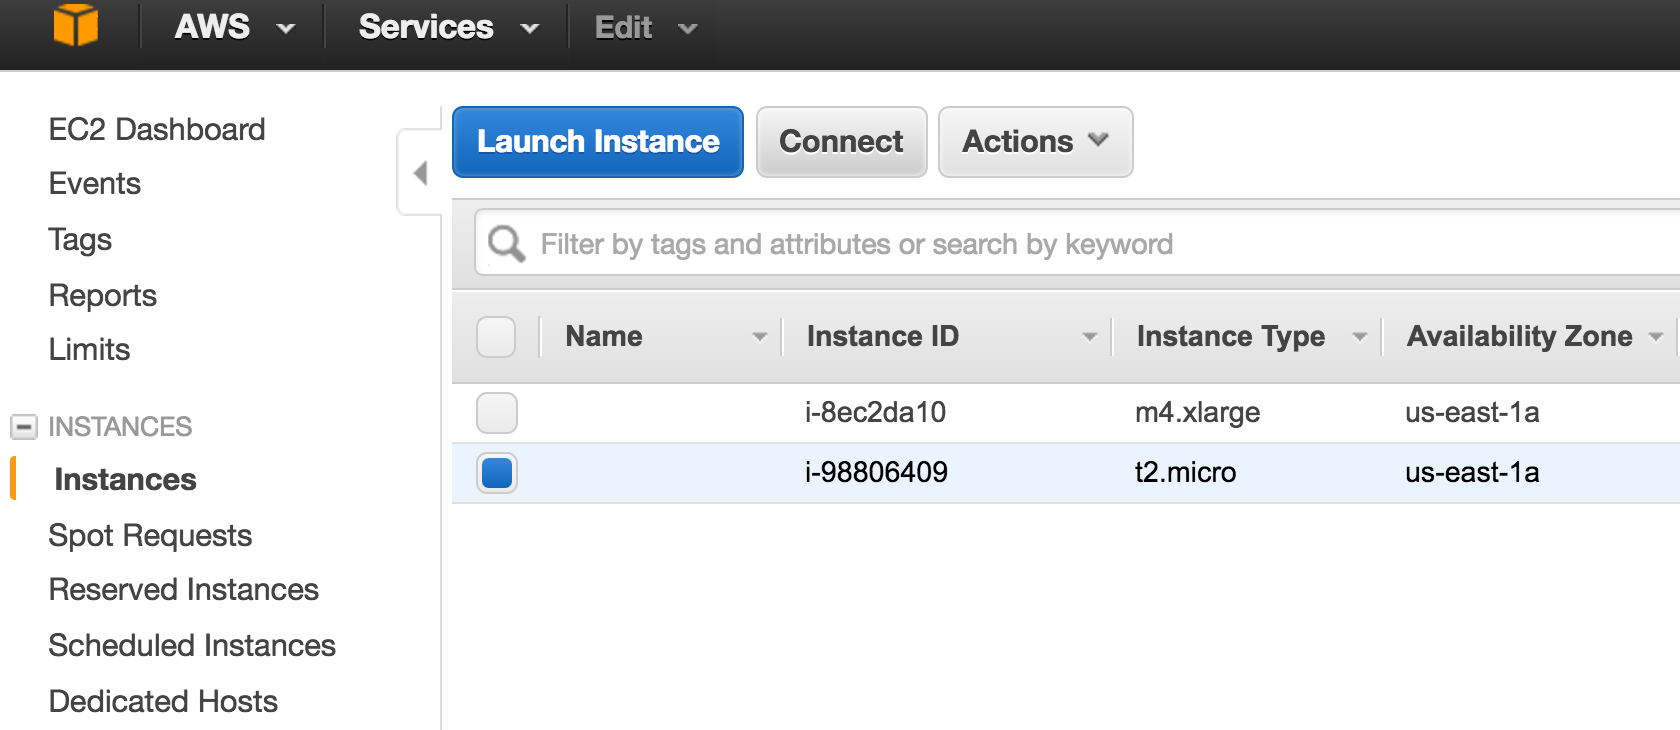 AWS Services Edit
EC2 Dashboard
Events
Tags
Reports
Limits
INSTANCES
Instances
Spot Requests
Reserved Instances
Scheduled Instances
Dedicated Hosts
Launch Instance Connect Actions
Filter by tags and attributes or search by keyword
Name Instance ID Instance Type Availability Zone
i-8ec2da10 m4.xlarge us-east-1a
i-98806409 t2.micro us-east-1a